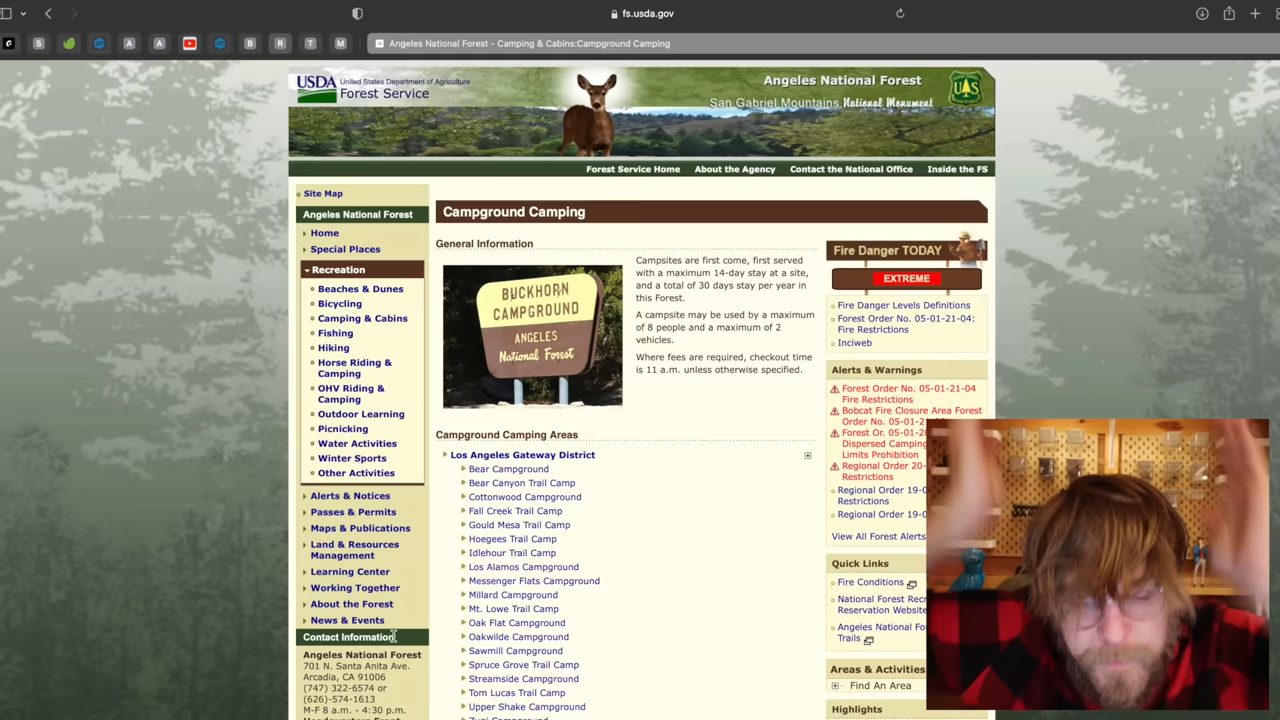 fs.usda.gov
S
A
A
B
R
T
M
Angeles National Forest - Camping & Cabins:Campground Camping
USDA
United States Department of Agriculture
Forest Service
Angeles National Forest
San Gabriel Mountains National Monument
UAS
Forest Service Home
About the Agency
Contact the National Office
Inside the FS
Site Map
Angeles National Forest
Home
Special Places
Recreation
Beaches & Dunes
Bicycling
Camping & Cabins
Fishing
Hiking
Horse Riding &
Camping
OHV Riding &
Camping
Outdoor Learning
Picnicking
Water Activities
Winter Sports
Other Activities
Alerts & Notices
Passes & Permits
Maps & Publications
Land & Resources
Management
Learning Center
Working Together
About the Forest
News & Events
Contact Information
Angeles National Forest
701 N. Santa Anita Ave.
Arcadia, CA 91006
(747) 322-6574 or
(626)-574-1613
M-F 8 a.m. - 4:30 p.m.
Campground Camping
General Information
BUCKHORN
CAMPGROUND
ANGELES
National Forest
Campsites are first come, first served
with a maximum 14-day stay at a site,
and a total of 30 days stay per year in
this Forest.
A campsite may be used by a maximum
of 8 people and a maximum of 2
vehicles.
Where fees are required, checkout time
is 11 a.m. unless otherwise specified.
Campground Camping Areas
Los Angeles Gateway District
Bear Campground
Bear Canyon Trail Camp
Cottonwood Campground
Fall Creek Trail Camp
Gould Mesa Trail Camp
Hoegees Trail Camp
Idlehour Trail Camp
Los Alamos Campground
Messenger Flats Campground
Millard Campground
Mt. Lowe Trail Camp
Oak Flat Campground
Oakwilde Campground
Sawmill Campground
Spruce Grove Trail Camp
Streamside Campground
Tom Lucas Trail Camp
Upper Shake Campground
Fire Danger TODAY
EXTREME
Fire Danger Levels Definitions
Forest Order No. 05-01-21-04:
Fire Restrictions
Inciweb
Alerts & Warnings
Forest Order No. 05-01-21-04
Fire Restrictions
Bobcat Fire Closure Area Forest
Order No. 05-01-2
Forest Or. 05-01-20
Dispersed Camping
Limits Prohibition
Regional Order 20-
Restrictions
Regional Order 19-0
Restrictions
Regional Order 19-0
View All Forest Alerts
Quick Links
Fire Conditions
National Forest Recr
Reservation Website
Angeles National Fo
Trails
Areas & Activities
Find An Area
Highlights